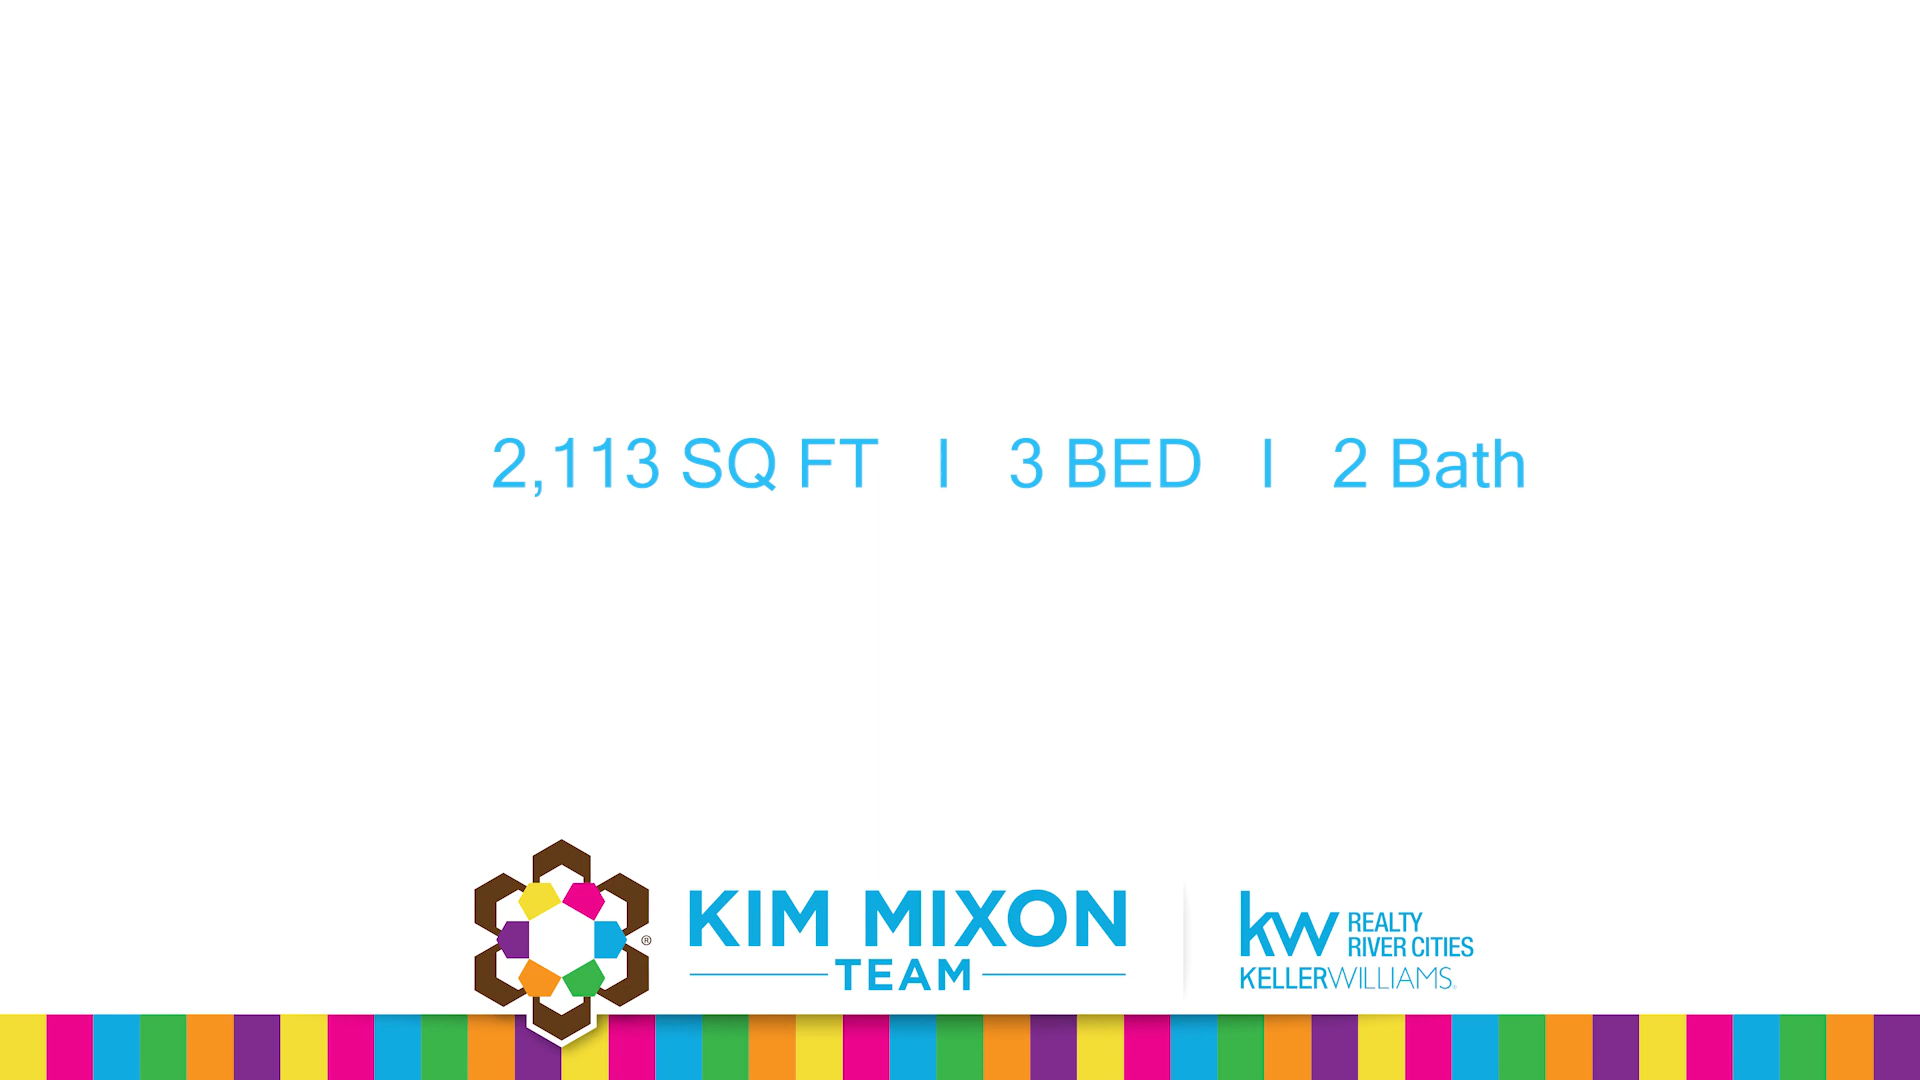 2,113 SQ FT I 3 BED I 2 Bath
KIM MIXON
TEAM
®
kw REALTY
RIVER CITIES
KELLERWILLIAMS.